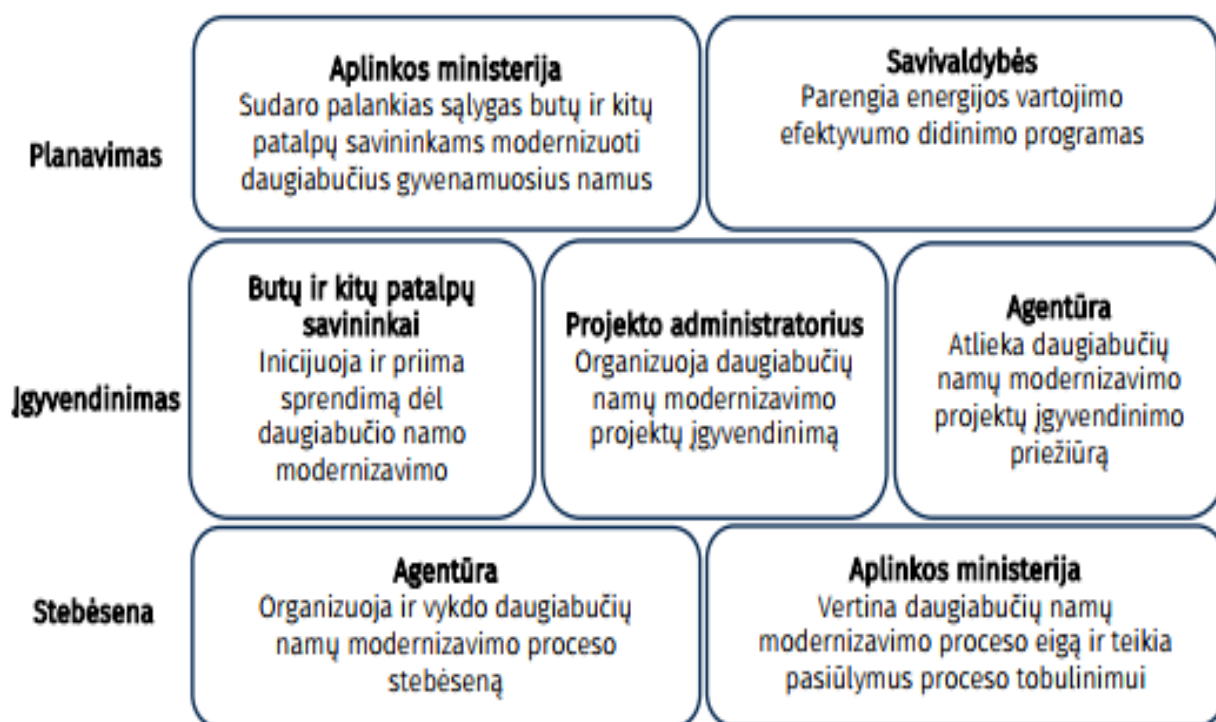 Planavimas
Aplinkos ministerija
Sudaro palankias sąlygas butų ir kitų
patalpų savininkams modernizuoti
daugiabučius gyvenamuosius namus
Savivaldybės
Parengia energijos vartojimo
efektyvumo didinimo programas
Įgyvendinimas
Butų ir kitų patalpų
savininkai
Inicijuoja ir priima
sprendimą dėl
daugiabučio namo
modernizavimo
Projekto administratorius
Organizuoja daugiabučių
namų modernizavimo
projektų įgyvendinimą
Agentūra
Atlieka daugiabučių
namų modernizavimo
projektų įgyvendinimo
priežiūrą
Stebėsena
Agentūra
Organizuoja ir vykdo daugiabučių
namų modernizavimo proceso
stebėseną
Aplinkos ministerija
Vertina daugiabučių namų
modernizavimo proceso eigą ir teikia
pasiūlymus proceso tobulinimui